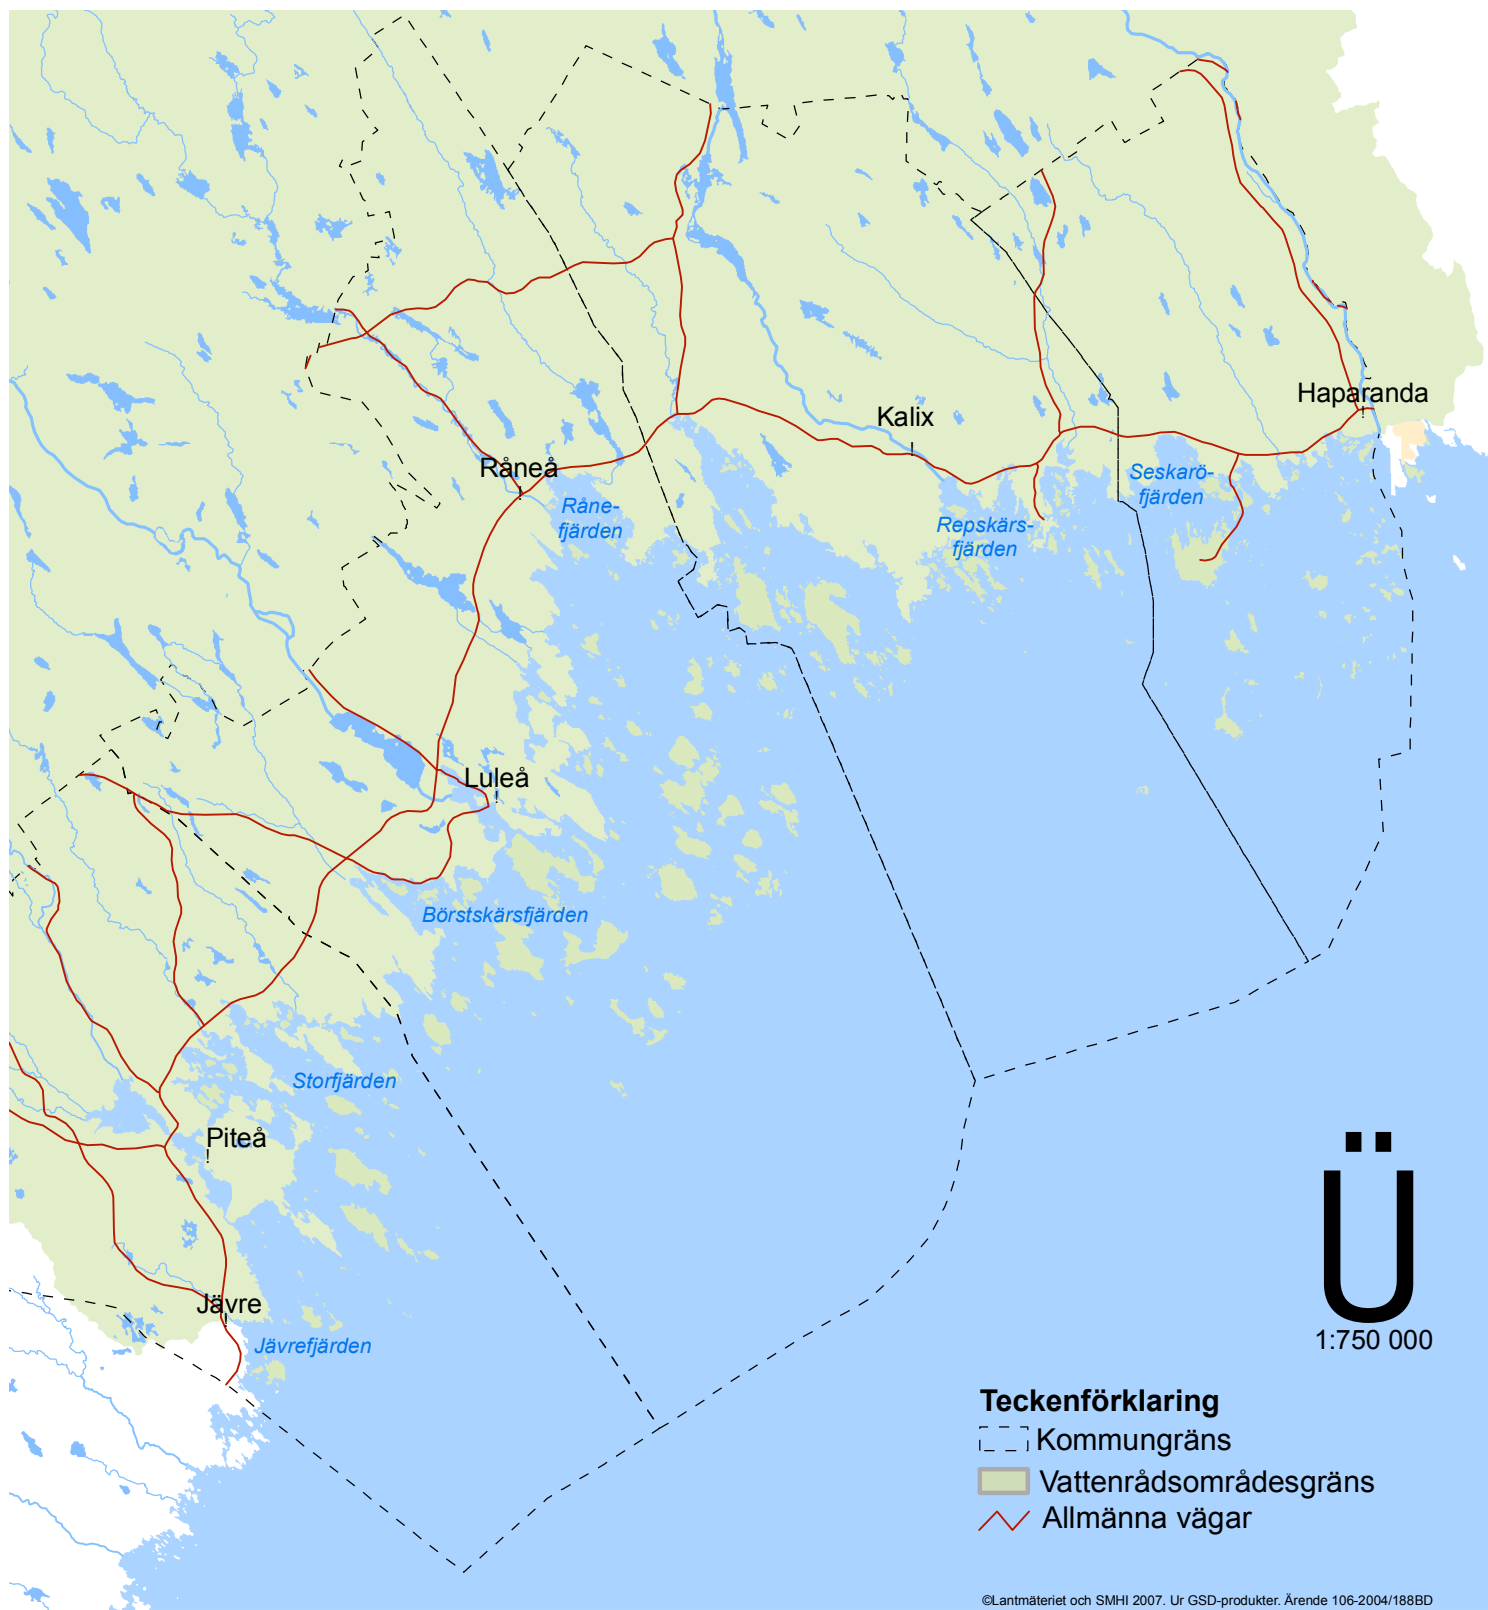 Haparanda
Kalix
Råneå
Råne-
fjärden
Seskarö-
fjärden
Repskärs-
fjärden
Luleå
Börstskärsfjärden
Storfjärden
Piteå
Jävre
Jävrefjärden
Ü
1:750 000
Teckenförklaring
Kommungräns
Vattenrådsområdesgräns
Allmänna vägar
©Lantmäteriet och SMHI 2007. Ur GSD-produkter. Ärende 106-2004/188BD